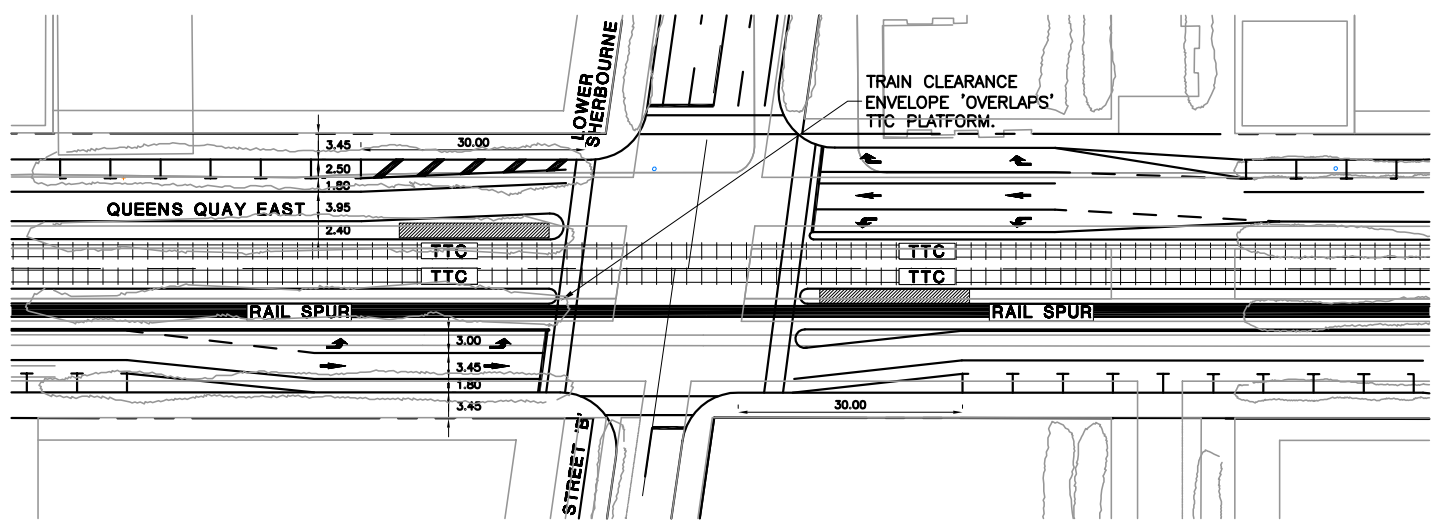 LOWER
SHERBOURNE
TRAIN CLEARANCE
ENVELOPE 'OVERLAPS'
TTC PLATFORM.
3.45
30.00
2.50
1.80
QUEENS QUAY EAST
3.95
2.40
TTC
TTC
TTC
TTC
RAIL SPUR
RAIL SPUR
3.00
3.45
1.80
3.45
30.00
STREET 'B'